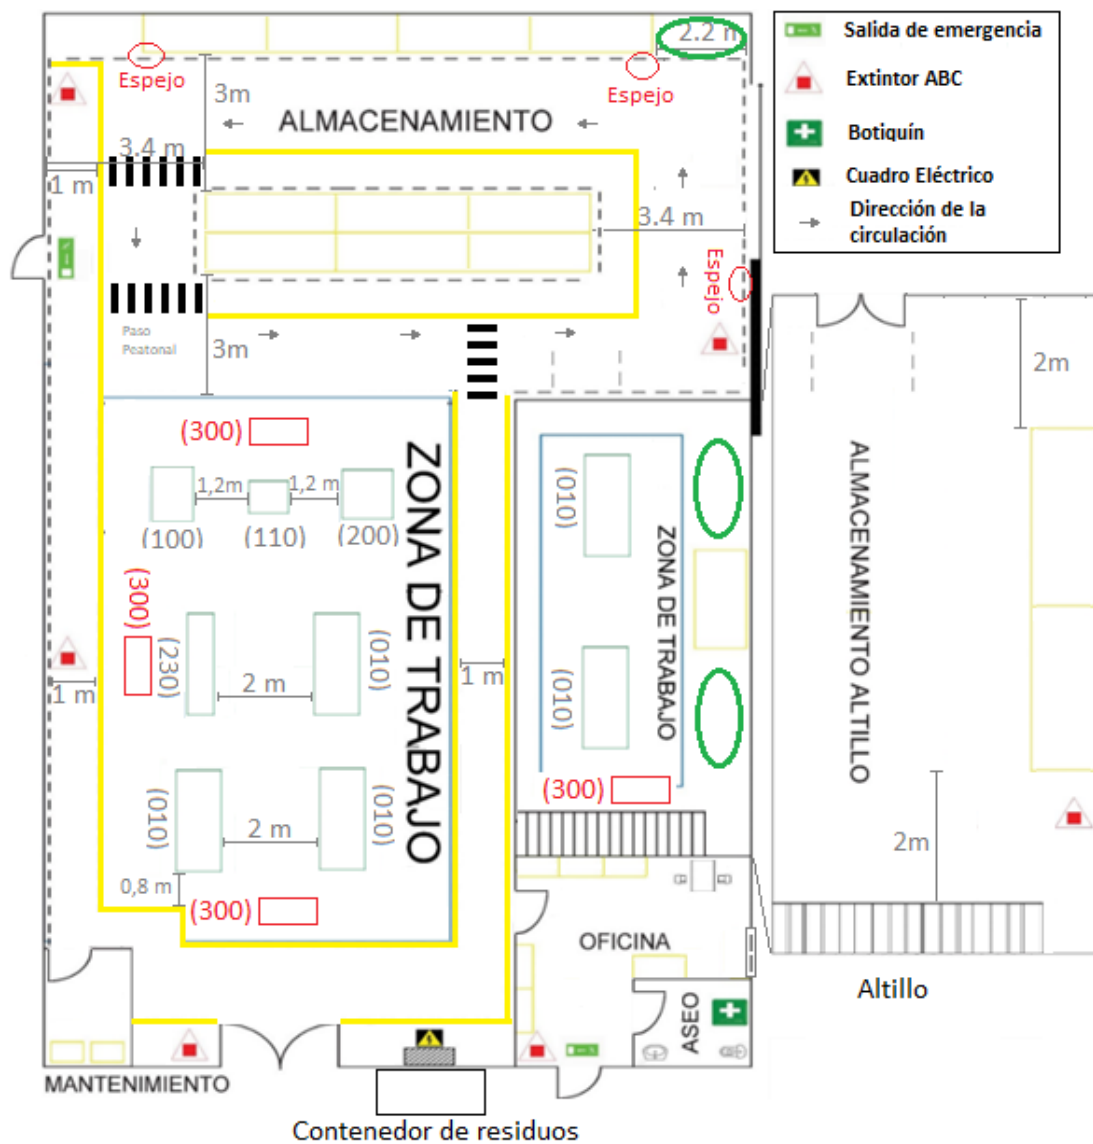 2.2 m
Salida de emergencia
Extintor ABC
Botiquín
Cuadro Eléctrico
Dirección de la
circulación
Espejo
Espejo
3m
ALMACENAMIENTO
3.4 m
1 m
3.4 m
Espejo
Paso
Peatonal
3m
2m
(300)
1,2m
1,2 m
(100)
(110)
(200)
ZONA DE TRABAJO
(010)
ZONA DE TRABAJO
ALMACENAMIENTO ALTILLO
(300)
(230)
(010)
2 m
1 m
1 m
(010)
(010)
(010)
2 m
0,8 m
(300)
(300)
2m
OFICINA
ASEO
Altillo
MANTENIMIENTO
Contenedor de residuos